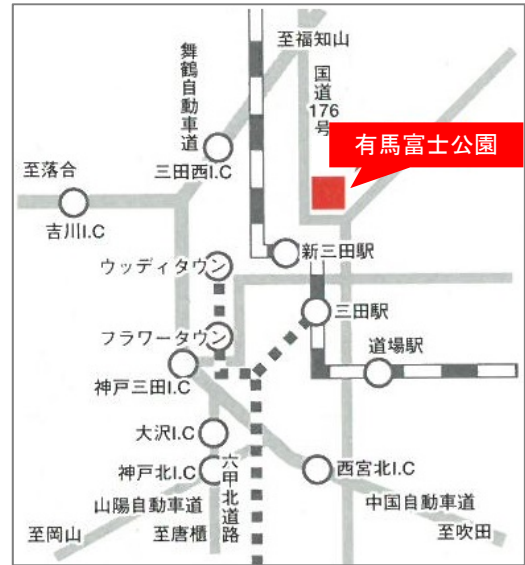 至福知山
舞鶴自動車道
国道176号
有馬富士公園
至落合
三田西I.C
吉川I.C
新三田駅
ウッディタウン
三田駅
フラワータウン
道場駅
神戸三田I.C
大沢I.C
神戸北I.C
六甲北道路
西宮北I.C
山陽自動車道
中国自動車道
至岡山
至唐櫃
至吹田